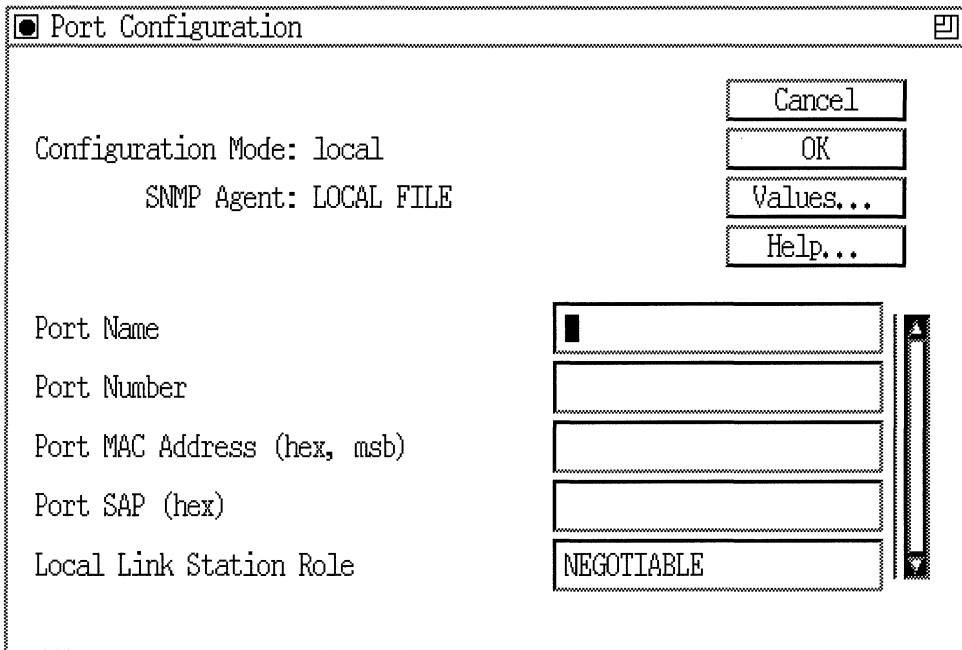 Port Configuration
Cancel
Configuration Mode: local
OK
SNMP Agent: LOCAL FILE
Values...
Help...
Port Name
Port Number
Port MAC Address (hex, msb)
Port SAP (hex)
Local Link Station Role
NEGOTIABLE